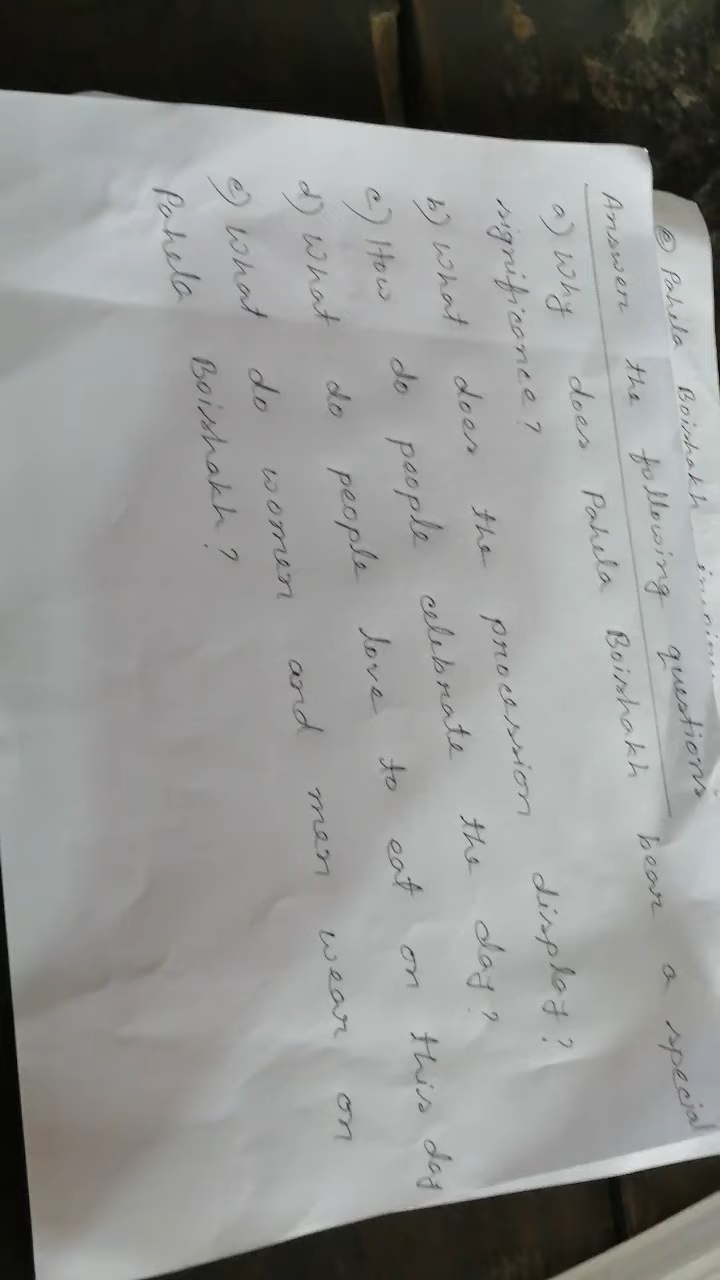 @ Pahela Boishakh
Answer the following questions
a) Why does Pahela Boishakh bear a special
significance?
b) What does the procession display?
c) How do people celebrate the day?
d) What do people love to eat on this day
e) What do women and men wear on
Pahela Boishakh?